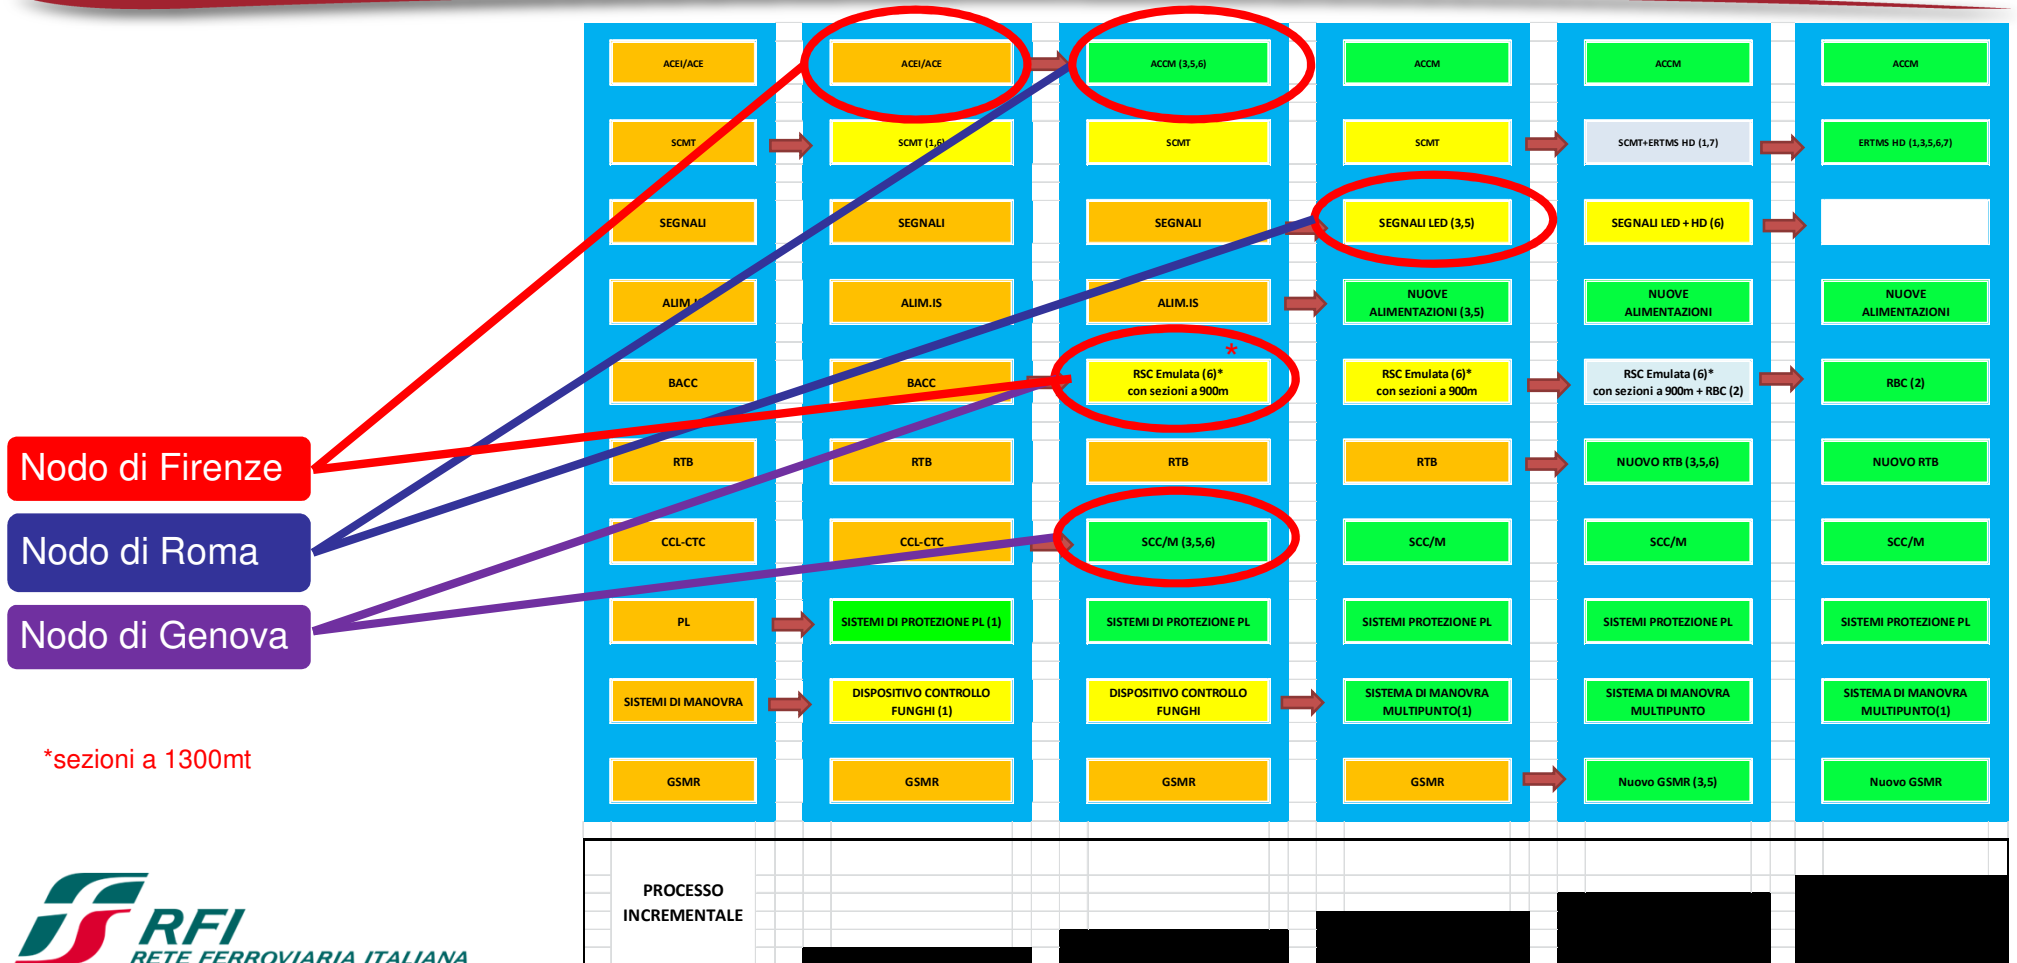 ACEI/ACE
ACEI/ACE
ACCM (3,5,6)
ACCM
ACCM
ACCM
SCMT
SCMT (1,6)
SCMT
SCMT
SCMT+ERTMS HD (1,7)
ERTMS HD (1,3,5,6,7)
SEGNALI
SEGNALI
SEGNALI
SEGNALI LED (3,5)
SEGNALI LED + HD (6)
ALIM.IS
ALIM.IS
ALIM.IS
NUOVE
ALIMENTAZIONI (3,5)
NUOVE
ALIMENTAZIONI
NUOVE
ALIMENTAZIONI
*
BACC
BACC
RSC Emulata (6)*
con sezioni a 900m
RSC Emulata (6)*
con sezioni a 900m
RSC Emulata (6)*
con sezioni a 900m + RBC (2)
RBC (2)
RTB
RTB
RTB
RTB
NUOVO RTB (3,5,6)
NUOVO RTB
CCL-CTC
CCL-CTC
SCC/M (3,5,6)
SCC/M
SCC/M
SCC/M
PL
SISTEMI DI PROTEZIONE PL (1)
SISTEMI DI PROTEZIONE PL
SISTEMI PROTEZIONE PL
SISTEMI PROTEZIONE PL
SISTEMI PROTEZIONE PL
SISTEMI DI MANOVRA
DISPOSITIVO CONTROLLO
FUNGHI (1)
DISPOSITIVO CONTROLLO
FUNGHI
SISTEMA DI MANOVRA
MULTIPUNTO(1)
SISTEMA DI MANOVRA
MULTIPUNTO
SISTEMA DI MANOVRA
MULTIPUNTO(1)
GSMR
GSMR
GSMR
GSMR
Nuovo GSMR (3,5)
Nuovo GSMR
Nodo di Firenze
Nodo di Roma
Nodo di Genova
*sezioni a 1300mt
PROCESSO
INCREMENTALE
RFI
RETE FERROVIARIA ITALIANA